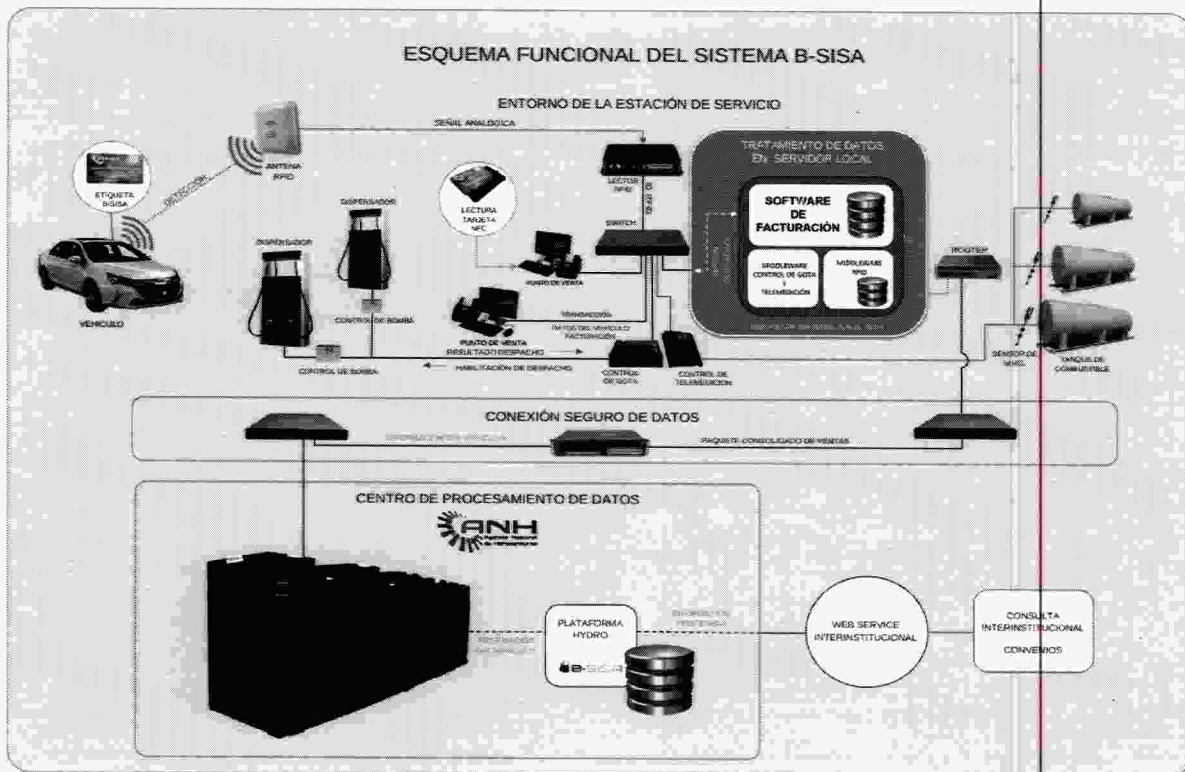 ESQUEMA FUNCIONAL DEL SISTEMA B-SISA
ENTORNO DE LA ESTACIÓN DE SERVICIO
SEÑAL ANALOGICA
ANTENA
RFID
ETIQUETA
B-SISA
DETECCIÓN
VEHICULO
DISPENSADOR
DISPENSADOR
CONTROL DE BOMBA
CONTROL DE BOMBA
LECTURA
TARJETA
NFC
PUNTO DE VENTA
PUNTO DE VENTA
LECTOR
RFID
SWITCH
TRANSACCIÓN
DATOS DEL VEHICULO
FACTURACIÓN
RESULTADO DESPACHO
HABILITACIÓN DE DESPACHO
CONTROL
DE GOTA
CONTROL DE
TELEMEDICION
TRATAMIENTO DE DATOS
EN SERVIDOR LOCAL
SOFTWARE
DE
FACTURACIÓN
MIDDLEWARE
CONTROL DE GOTA
Y
TELEMEDICIÓN
MIDDLEWARE
RFID
ROUTER
SENSOR DE
NIVEL
TANQUE DE
COMBUSTIBLE
CONEXIÓN SEGURO DE DATOS
PAQUETE CONSOLIDADO DE VENTAS
CENTRO DE PROCESAMIENTO DE DATOS
ANH
PLATAFORMA
HYDRO
B-SISA
WEB SERVICE
INTERINSTITUCIONAL
CONSULTA
INTERINSTITUCIONAL
CONVENIOS